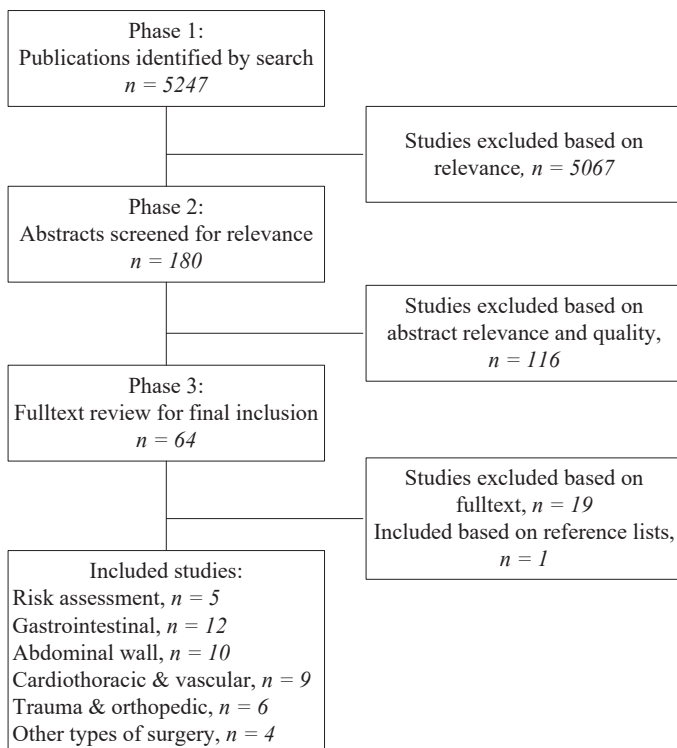 Phase 1:
Publications identified by search
n = 5247
Studies excluded based on
relevance, n = 5067
Phase 2:
Abstracts screened for relevance
n = 180
Studies excluded based on
abstract relevance and quality,
n = 116
Phase 3:
Fulltext review for final inclusion
n = 64
Studies excluded based on
fulltext, n = 19
Included based on reference lists,
n = 1
Included studies:
Risk assessment, n = 5
Gastrointestinal, n = 12
Abdominal wall, n = 10
Cardiothoracic & vascular, n = 9
Trauma & orthopedic, n = 6
Other types of surgery, n = 4